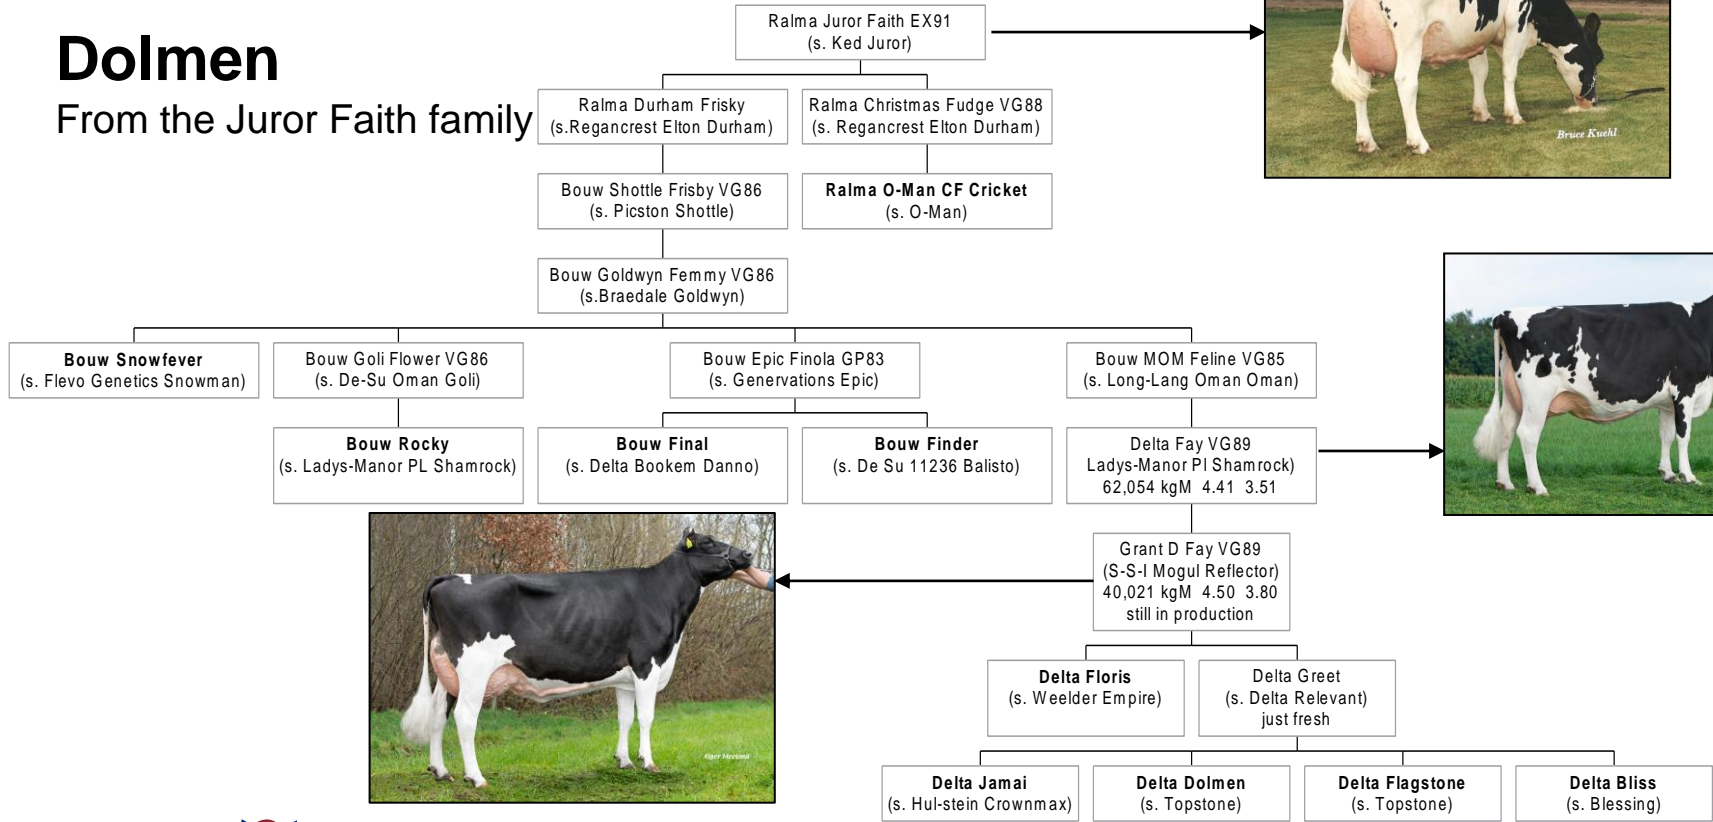 Dolmen
From the Juror Faith family
Ralma Juror Faith EX91
(s. Ked Juror)
Bruce Kuehl
Ralma Durham Frisky
(s.Regancrest Elton Durham)
Ralma Christmas Fudge VG88
(s. Regancrest Elton Durham)
Bouw Shottle Frisby VG86
(s. Picston Shottle)
Ralma O-Man CF Cricket
(s. O-Man)
Bouw Goldwyn Femmy VG86
(s.Braedale Goldwyn)
Bouw Snowfever
(s. Flevo Genetics Snowman)
Bouw Goli Flower VG86
(s. De-Su Oman Goli)
Bouw Epic Finola GP83
(s. Genervations Epic)
Bouw MOM Feline VG85
(s. Long-Lang Oman Oman)
Bouw Rocky
(s. Ladys-Manor PL Shamrock)
Bouw Final
(s. Delta Bookem Danno)
Bouw Finder
(s. De Su 11236 Balisto)
Delta Fay VG89
Ladys-Manor Pl Shamrock)
62,054 kgM 4.41 3.51
Grant D Fay VG89
(S-S-I Mogul Reflector)
40,021 kgM 4.50 3.80
still in production
Delta Floris
(s. Weelder Empire)
Delta Greet
(s. Delta Relevant)
just fresh
Delta Jamai
(s. Hul-stein Crownmax)
Delta Dolmen
(s. Topstone)
Delta Flagstone
(s. Topstone)
Delta Bliss
(s. Blessing)